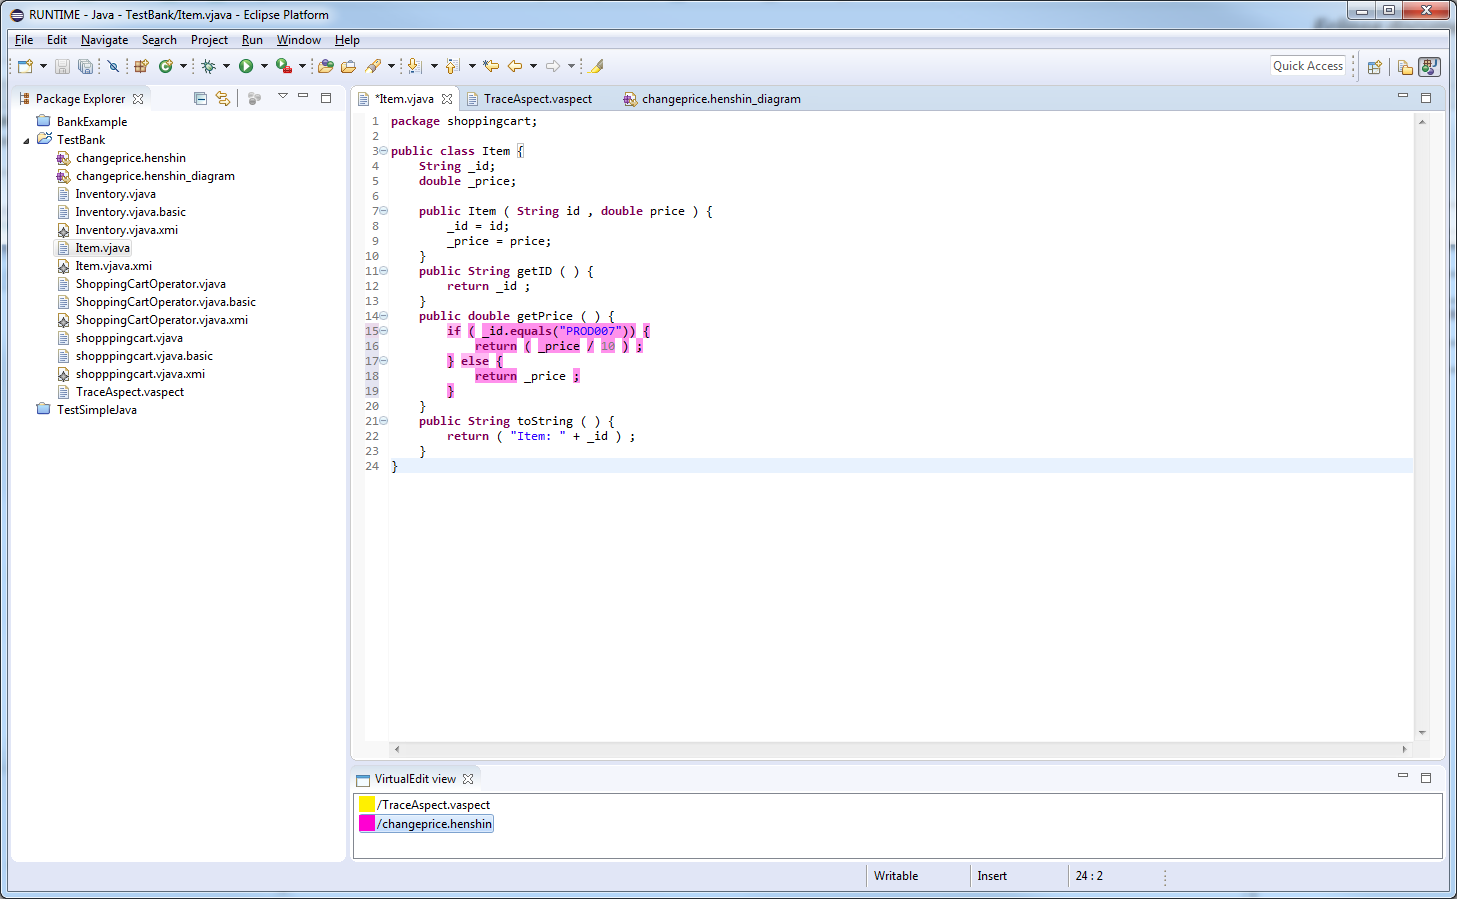 RUNTIME - Java - TestBank/Item.vjava - Eclipse Platform
File Edit Navigate Search Project Run Window Help
Quick Access
Package Explorer
BankExample
TestBank
changeprice.henshin
changeprice.henshin_diagram
Inventory.vjava
Inventory.vjava.basic
Inventory.vjava.xmi
Item.vjava
Item.vjava.xmi
ShoppingCartOperator.vjava
ShoppingCartOperator.vjava.basic
ShoppingCartOperator.vjava.xmi
shopppingcart.vjava
shopppingcart.vjava.basic
shopppingcart.vjava.xmi
TraceAspect.vaspect
TestSimpleJava
*Item.vjava TraceAspect.vaspect changeprice.henshin_diagram
1 package shoppingcart;
2
3 public class Item {
4 String _id;
5 double _price;
6
7 public Item ( String id , double price ) {
8 _id = id;
9 _price = price;
10 }
11 public String getID ( ) {
12 return _id ;
13 }
14 public double getPrice ( ) {
15 if ( _id.equals("PROD007")) {
16 return ( _price / 10 ) ;
17 } else {
18 return _price ;
19 }
20 }
21 public String toString ( ) {
22 return ( "Item: " + _id ) ;
23 }
24 }
VirtualEdit view
/TraceAspect.vaspect
/changeprice.henshin
Writable Insert 24 : 2